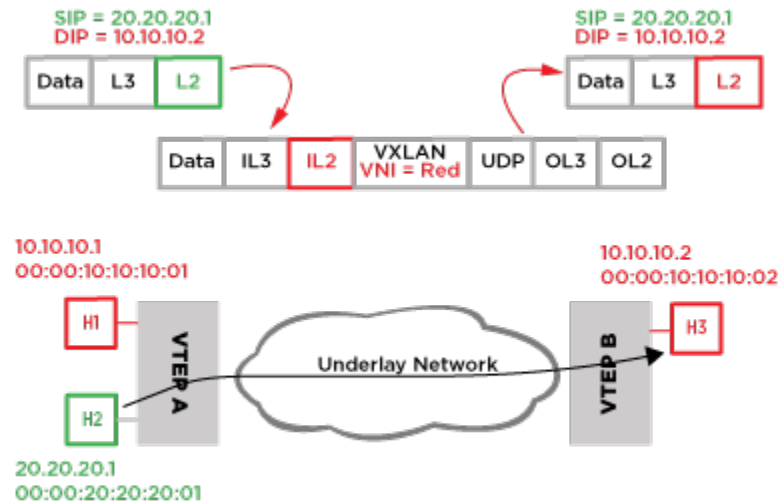 SIP = 20.20.20.1
DIP = 10.10.10.2
Data L3 L2
SIP = 20.20.20.1
DIP = 10.10.10.2
Data L3 L2
Data IL3 IL2 VXLAN VNI = Red UDP OL3 OL2
10.10.10.1
00:00:10:10:10:01
10.10.10.2
00:00:10:10:10:02
H1
VTEP A
Underlay Network
VTEP B
H3
H2
20.20.20.1
00:00:20:20:20:01